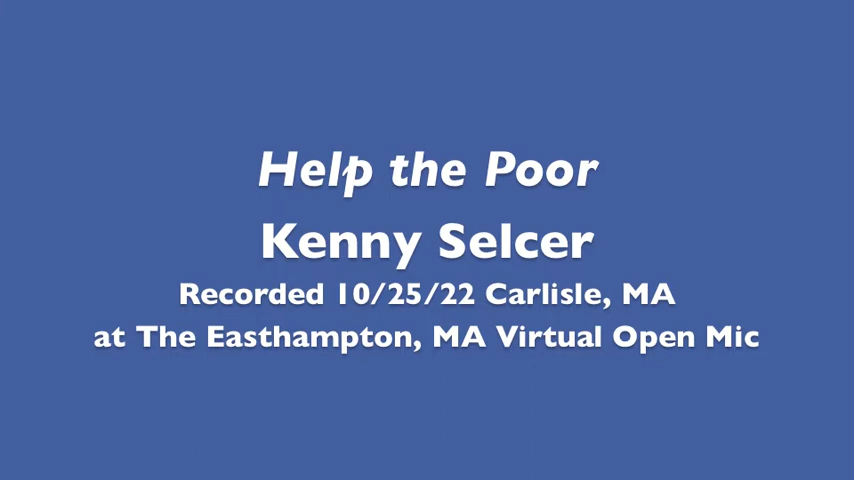 Help the Poor
Kenny Selcer
Recorded 10/25/22 Carlisle, MA
at The Easthampton, MA Virtual Open Mic